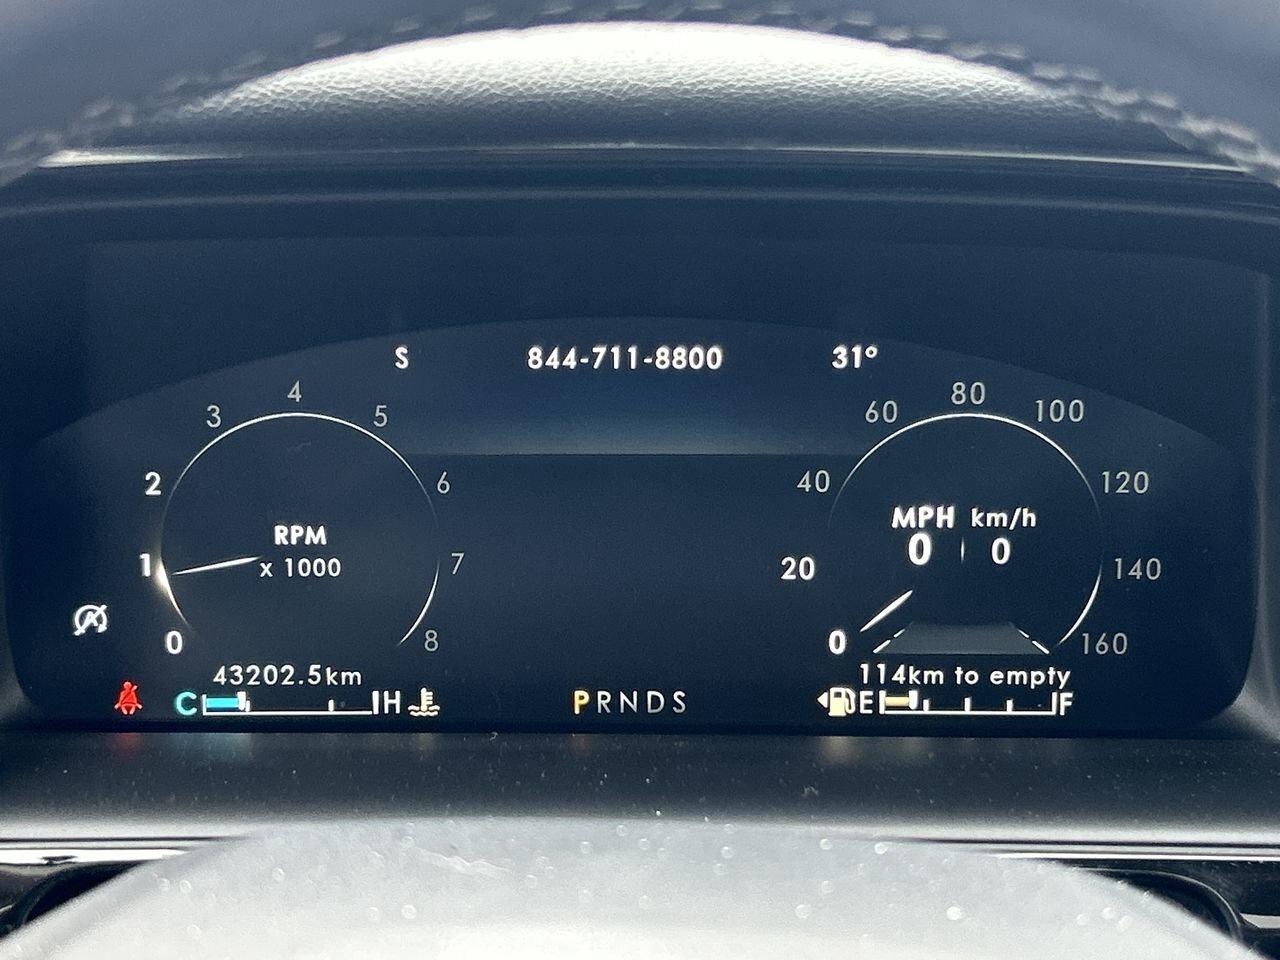 S 844-711-8800 31°
4 80
3 5 60 100
2 6 40 120
RPM MPH km/h
0 0
1 x 1000 7 20 140
0 8 0 160
43202.5km 114km to empty
C H PRNDS E F